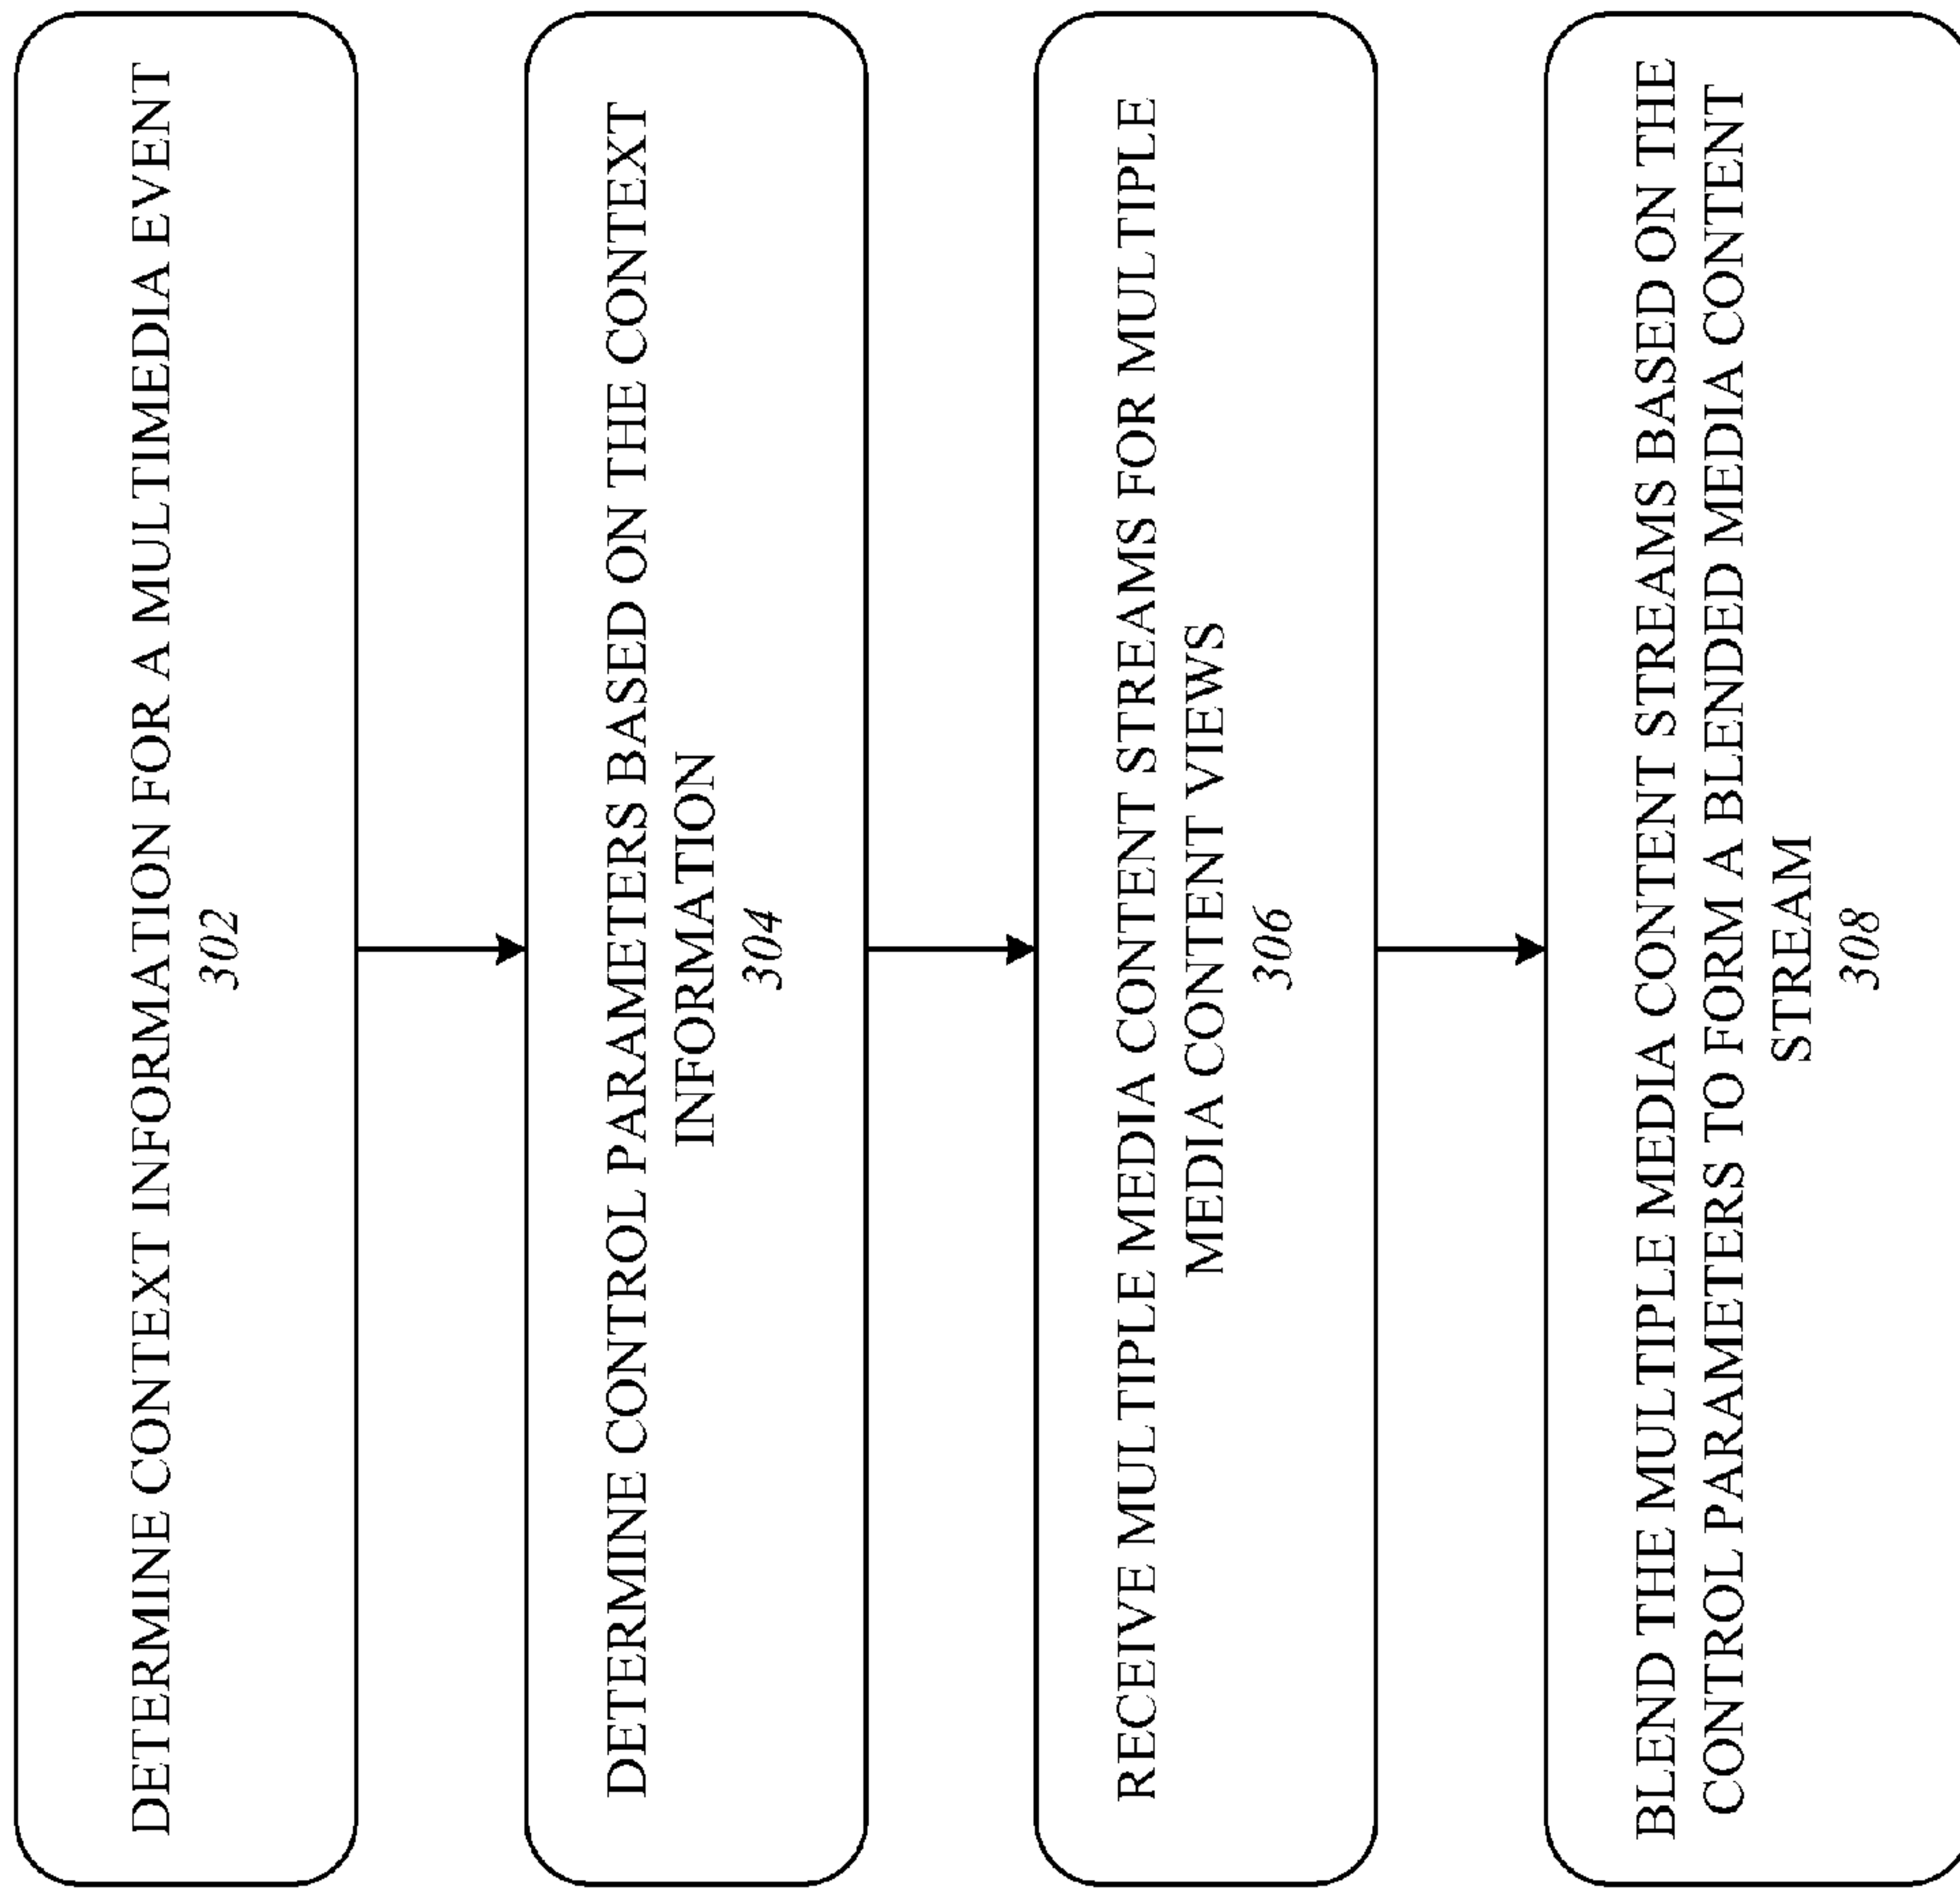 DETERMINE CONTEXT INFORMATION FOR A MULTIMEDIA EVENT
302
DETERMINE CONTROL PARAMETERS BASED ON THE CONTEXT
INFORMATION
304
RECEIVE MULTIPLE MEDIA CONTENT STREAMS FOR MULTIPLE
MEDIA CONTENT VIEWS
306
BLEND THE MULTIPLE MEDIA CONTENT STREAMS BASED ON THE
CONTROL PARAMETERS TO FORM A BLENDED MEDIA CONTENT
STREAM
308